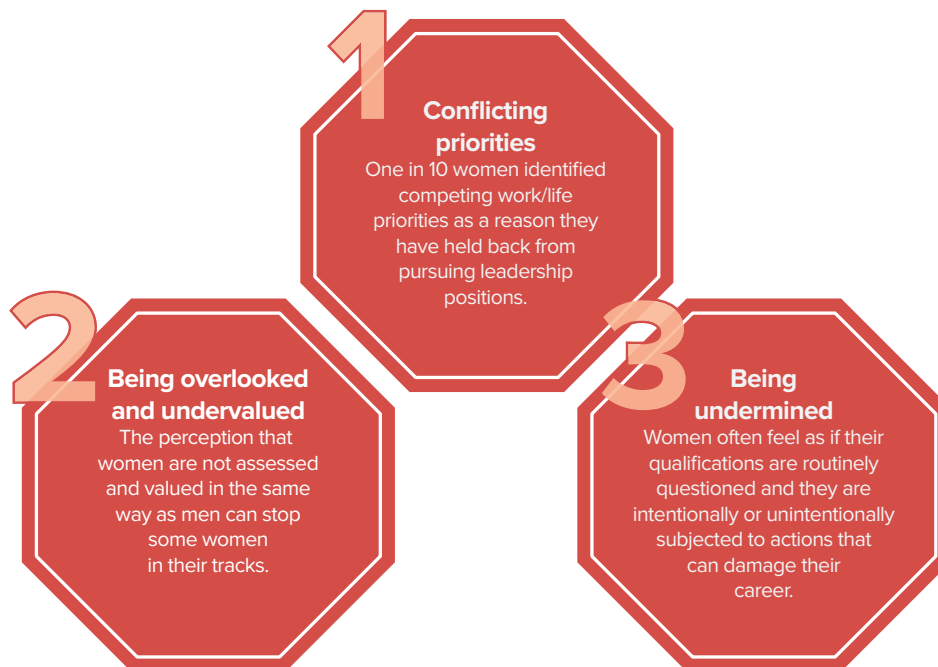 1
Conflicting
priorities
One in 10 women identified
competing work/life
priorities as a reason they
have held back from
pursuing leadership
positions.
2
Being overlooked
and undervalued
The perception that
women are not assessed
and valued in the same
way as men can stop
some women
in their tracks.
3
Being
undermined
Women often feel as if their
qualifications are routinely
questioned and they are
intentionally or unintentionally
subjected to actions that
can damage their
career.